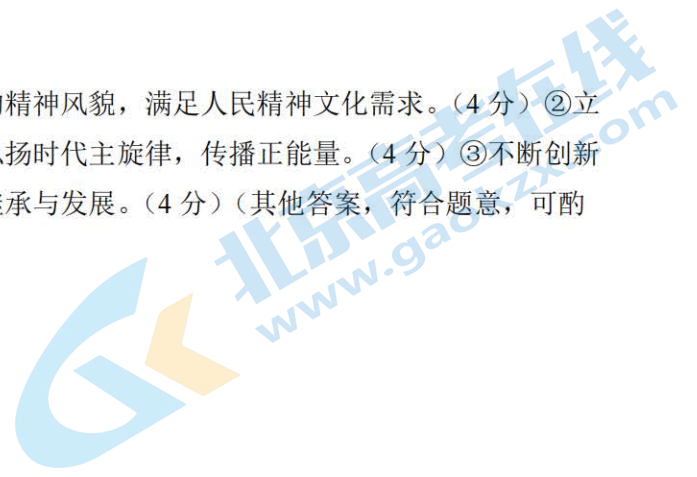 精神风貌，满足人民精神文化需求。（4 分）②立
扬时代主旋律，传播正能量。（4 分）③不断创新
承与发展。（4 分）（其他答案，符合题意，可酌
北京高考在线
www.gaokzx.com